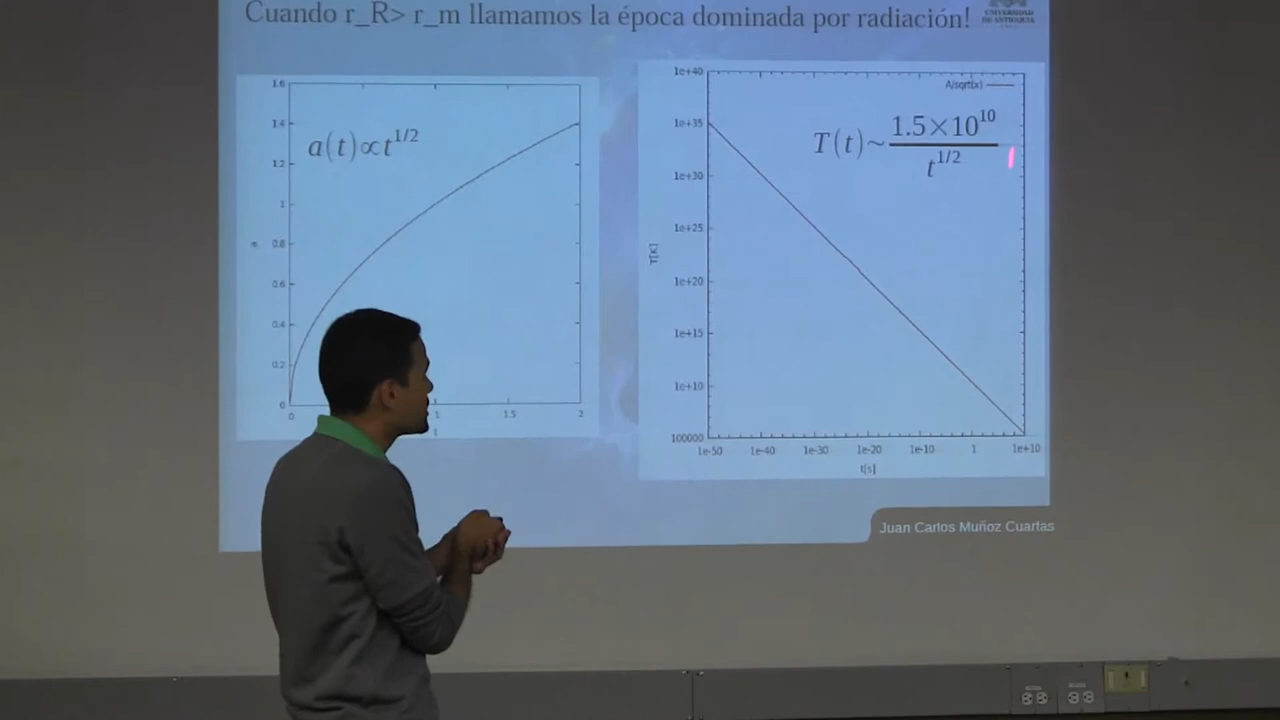 Cuando r_R> r_m llamamos la época dominada por radiación!
UNIVERSIDAD
DE ANTIOQUIA
1.6
1.4
1.2
1
0.8
0.6
0.4
0.2
0
a
a(t)∝t^1/2
0
1
1.5
2
t
1e+40
1e+35
1e+30
1e+25
1e+20
1e+15
1e+10
100000
T[K]
A/sqrt(x)
T(t)~ 1.5×10^10 / t^1/2
1e-50
1e-40
1e-30
1e-20
1e-10
1
1e+10
t[s]
Juan Carlos Muñoz Cuartas